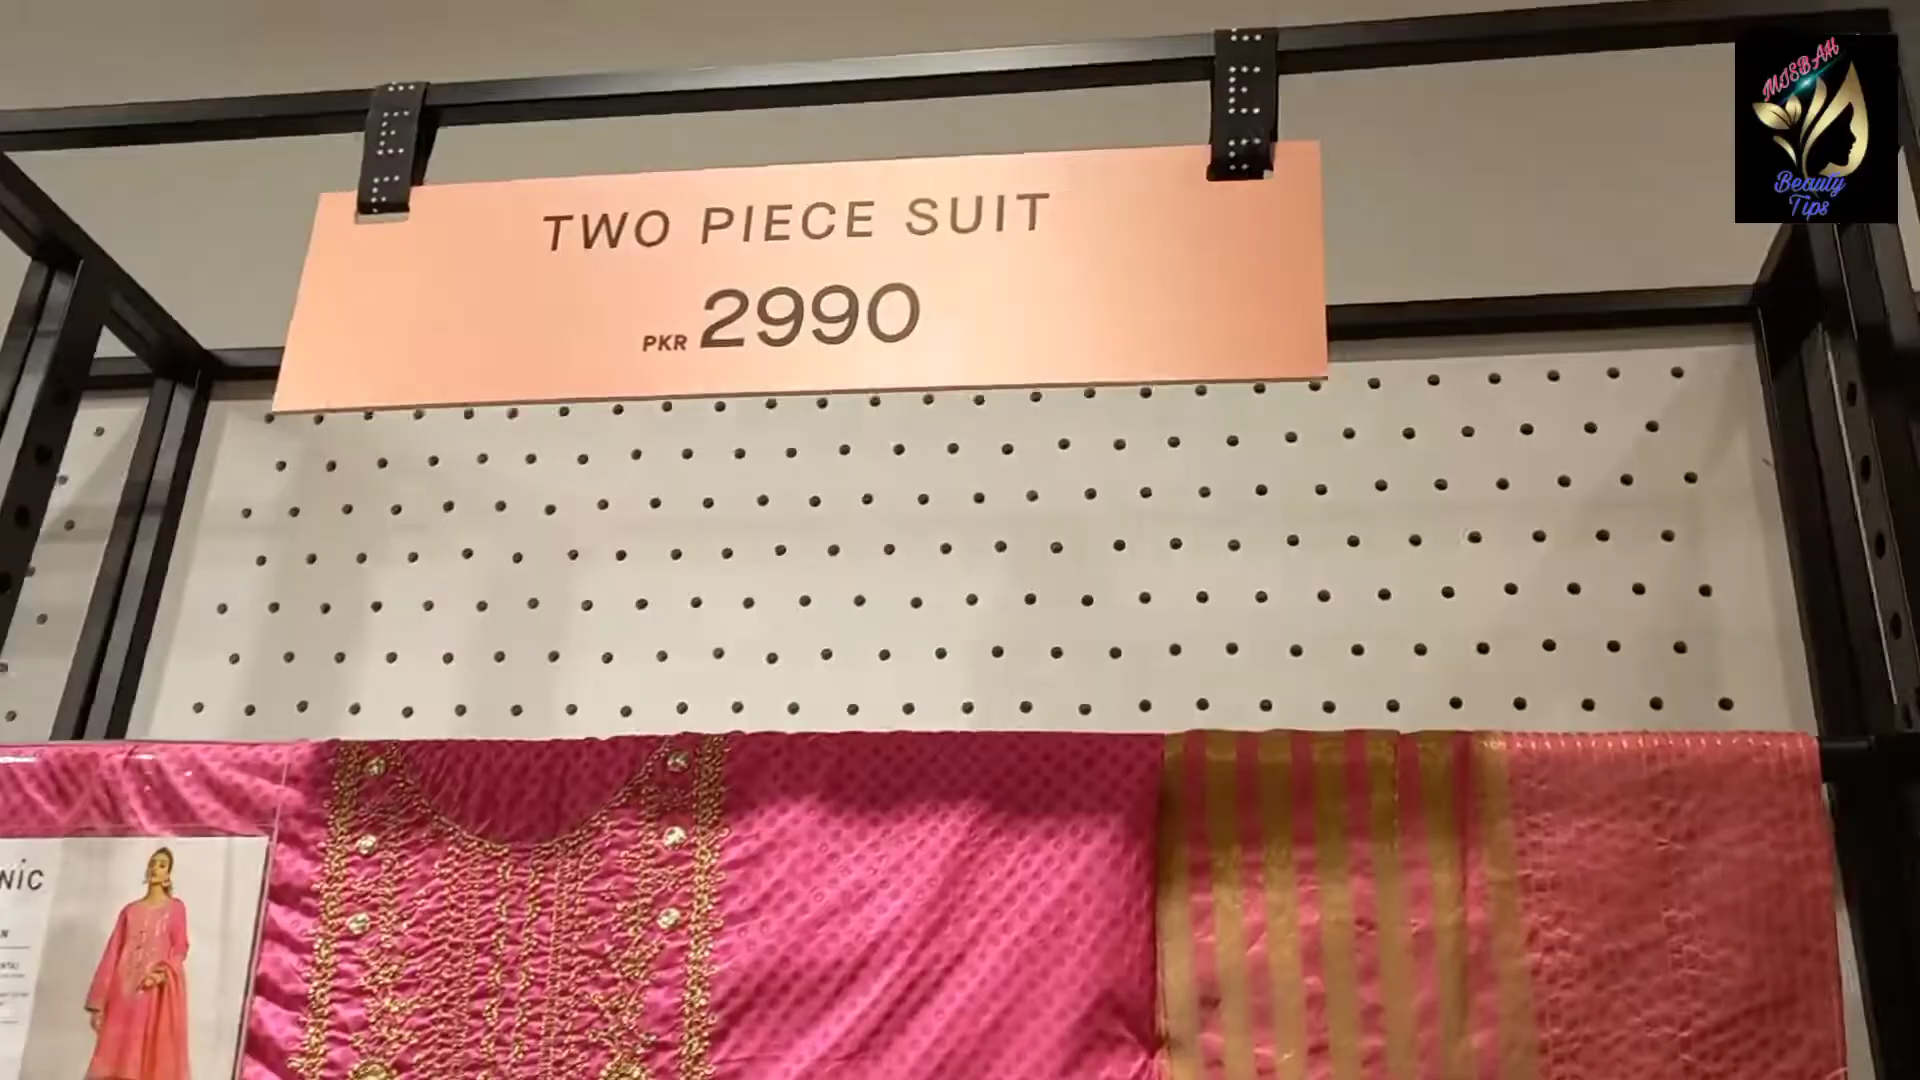 TWO PIECE SUIT
PKR 2990
MISBAH
Beauty
Tips
NIC